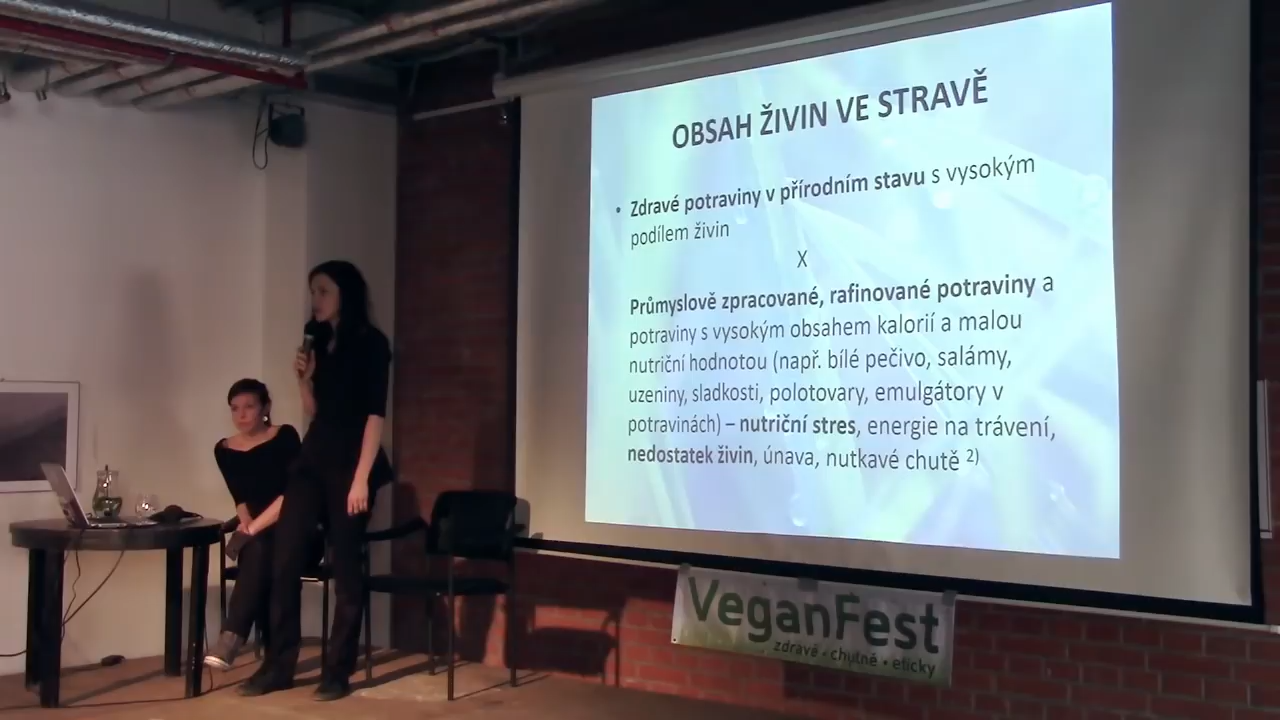 OBSAH ŽIVIN VE STRAVĚ
• Zdravé potraviny v přírodním stavu s vysokým
podílem živin
X
Průmyslově zpracované, rafinované potraviny a
potraviny s vysokým obsahem kalorií a malou
nutriční hodnotou (např. bílé pečivo, salámy,
uzeniny, sladkosti, polotovary, emulgátory v
potravinách) – nutriční stres, energie na trávení,
nedostatek živin, únava, nutkavé chutě 2)
VeganFest
zdravě • chutně • eticky